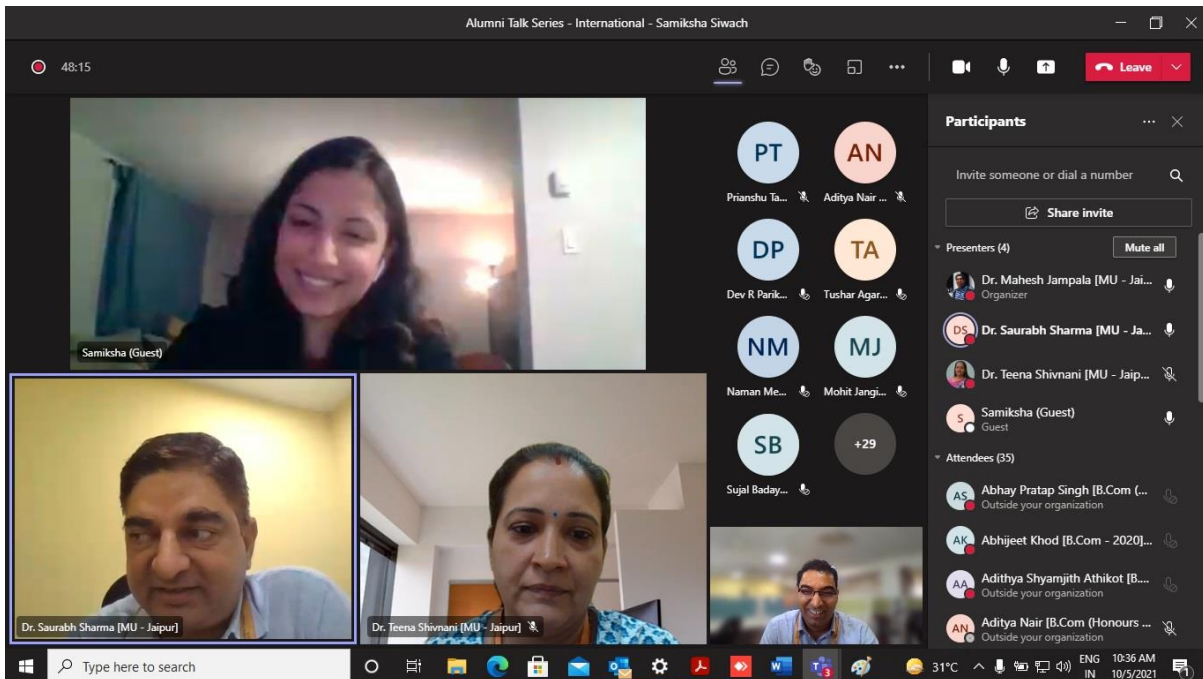 Alumni Talk Series - International - Samiksha Siwach
48:15
Leave
Samiksha (Guest)
PT
Prianshu Ta...
AN
Aditya Nair ...
DP
Dev R Parik...
TA
Tushar Agar...
NM
Naman Me...
MJ
Mohit Jangi...
SB
Sujal Baday...
+29
Dr. Saurabh Sharma [MU - Jaipur]
Dr. Teena Shivnani [MU - Jaipur]
Participants
Invite someone or dial a number
Share invite
Presenters (4)
Mute all
Dr. Mahesh Jampala [MU - Jai...
Organizer
DS
Dr. Saurabh Sharma [MU - Ja...
Dr. Teena Shivnani [MU - Jaip...
S
Samiksha (Guest)
Guest
Attendees (35)
AS
Abhay Pratap Singh [B.Com (...
Outside your organization
AK
Abhijeet Khod [B.Com - 2020]...
AA
Adithya Shyamjith Athikot [B....
Outside your organization
AN
Aditya Nair [B.Com (Honours ...
Outside your organization
Type here to search
31°C
ENG
IN
10:36 AM
10/5/2021